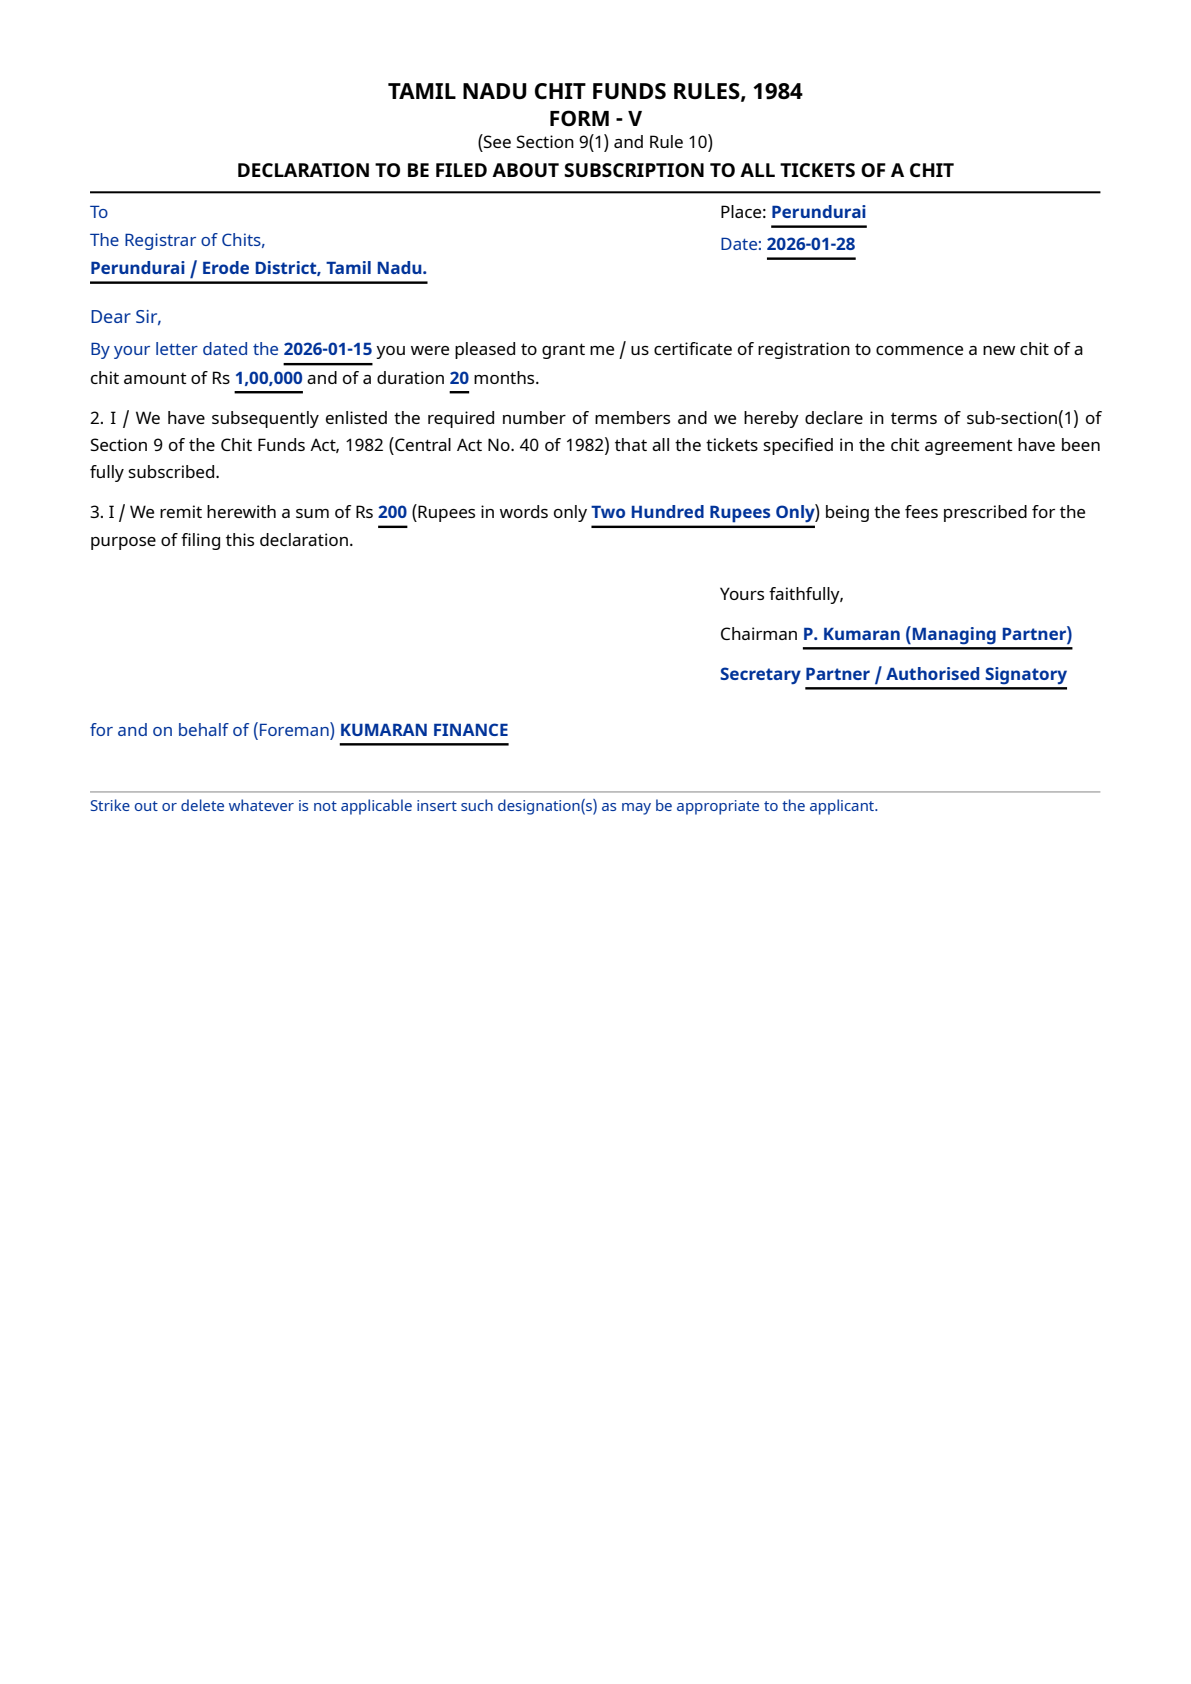 TAMIL NADU CHIT FUNDS RULES, 1984
FORM - V
(See Section 9(1) and Rule 10)
DECLARATION TO BE FILED ABOUT SUBSCRIPTION TO ALL TICKETS OF A CHIT
To
The Registrar of Chits,
Perundurai / Erode District, Tamil Nadu.
Place: Perundurai
Date: 2026-01-28
Dear Sir,
By your letter dated the 2026-01-15 you were pleased to grant me / us certificate of registration to commence a new chit of a
chit amount of Rs 1,00,000 and of a duration 20 months.
2. I / We have subsequently enlisted the required number of members and we hereby declare in terms of sub-section(1) of
Section 9 of the Chit Funds Act, 1982 (Central Act No. 40 of 1982) that all the tickets specified in the chit agreement have been
fully subscribed.
3. I / We remit herewith a sum of Rs 200 (Rupees in words only Two Hundred Rupees Only) being the fees prescribed for the
purpose of filing this declaration.
Yours faithfully,
Chairman P. Kumaran (Managing Partner)
Secretary Partner / Authorised Signatory
for and on behalf of (Foreman) KUMARAN FINANCE
Strike out or delete whatever is not applicable insert such designation(s) as may be appropriate to the applicant.